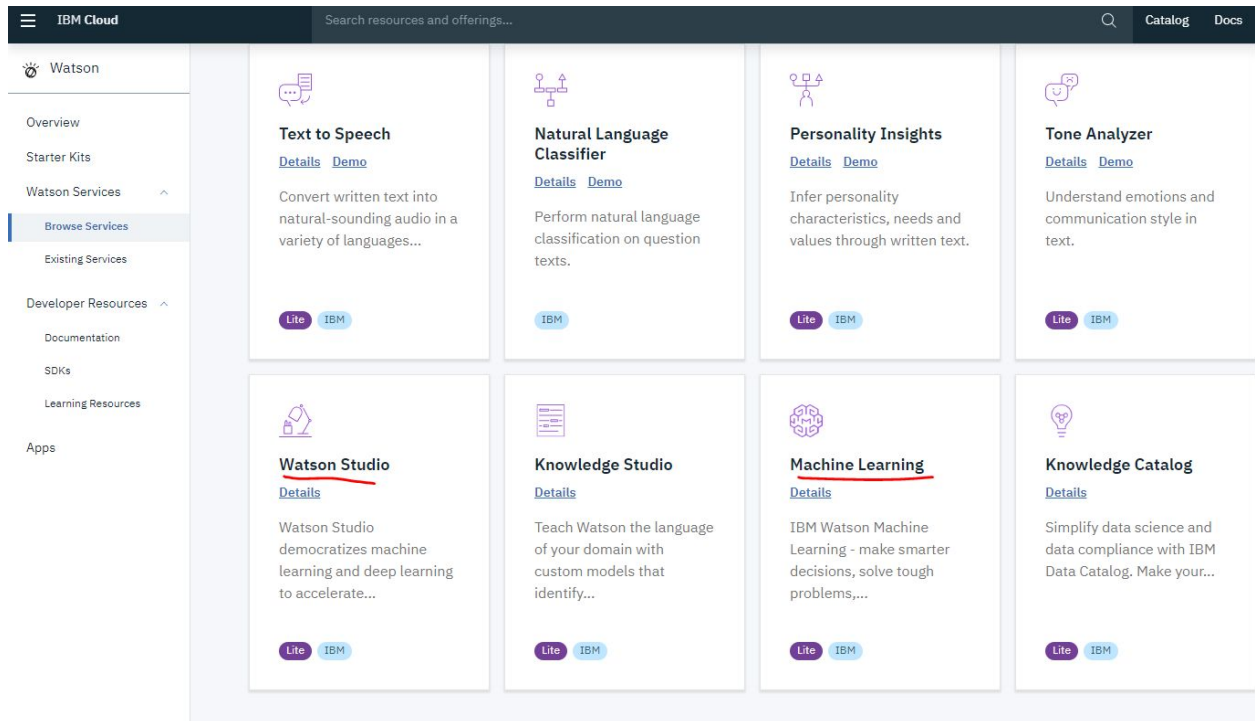 IBM Cloud
Search resources and offerings...
Catalog
Docs
Watson
Overview
Starter Kits
Watson Services
Browse Services
Existing Services
Developer Resources
Documentation
SDKs
Learning Resources
Apps
Text to Speech
Details Demo
Convert written text into
natural-sounding audio in a
variety of languages...
Lite IBM
Natural Language
Classifier
Details Demo
Perform natural language
classification on question
texts.
IBM
Personality Insights
Details Demo
Infer personality
characteristics, needs and
values through written text.
Lite IBM
Tone Analyzer
Details Demo
Understand emotions and
communication style in
text.
Lite IBM
Watson Studio
Details
Watson Studio
democratizes machine
learning and deep learning
to accelerate...
Lite IBM
Knowledge Studio
Details
Teach Watson the language
of your domain with
custom models that
identify...
Lite IBM
Machine Learning
Details
IBM Watson Machine
Learning - make smarter
decisions, solve tough
problems,...
Lite IBM
Knowledge Catalog
Details
Simplify data science and
data compliance with IBM
Data Catalog. Make your...
Lite IBM